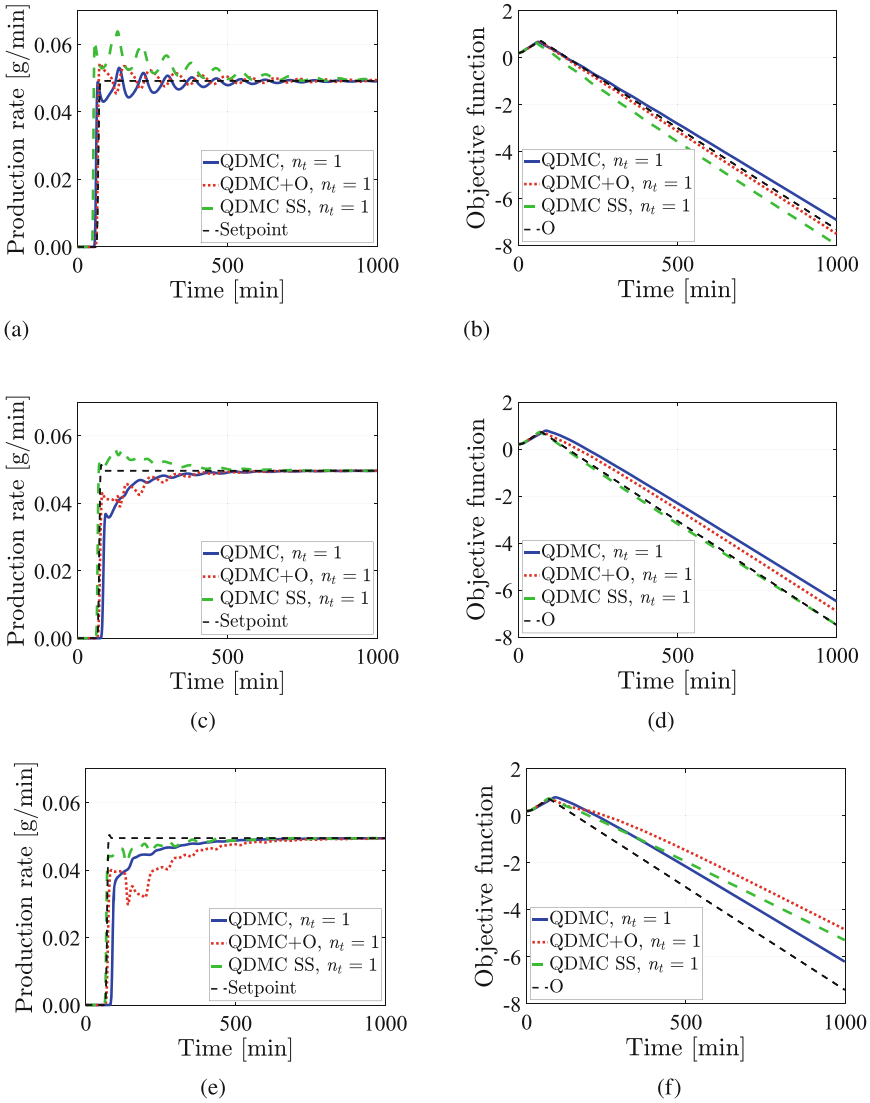 Production rate [g/min]
0.06
0.04
0.02
0.00
0
500
1000
Time [min]
QDMC, n_t = 1
QDMC+O, n_t = 1
QDMC SS, n_t = 1
Setpoint
(a)
Objective function
2
0
-2
-4
-6
-8
0
500
1000
Time [min]
QDMC, n_t = 1
QDMC+O, n_t = 1
QDMC SS, n_t = 1
O
(b)
Production rate [g/min]
0.06
0.04
0.02
0.00
0
500
1000
Time [min]
QDMC, n_t = 1
QDMC+O, n_t = 1
QDMC SS, n_t = 1
Setpoint
(c)
Objective function
2
0
-2
-4
-6
-8
0
500
1000
Time [min]
QDMC, n_t = 1
QDMC+O, n_t = 1
QDMC SS, n_t = 1
O
(d)
Production rate [g/min]
0.06
0.04
0.02
0.00
0
500
1000
Time [min]
QDMC, n_t = 1
QDMC+O, n_t = 1
QDMC SS, n_t = 1
Setpoint
(e)
Objective function
2
0
-2
-4
-6
-8
0
500
1000
Time [min]
QDMC, n_t = 1
QDMC+O, n_t = 1
QDMC SS, n_t = 1
O
(f)